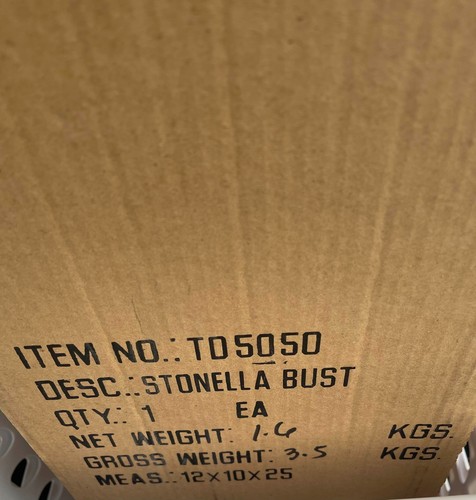 ITEM NO.: TD5050
DESC.: STONELLA BUST
QTY.: 1 EA
NET WEIGHT: 1.6 KGS.
GROSS WEIGHT: 3.5 KGS.
MEAS.: 12x10x25